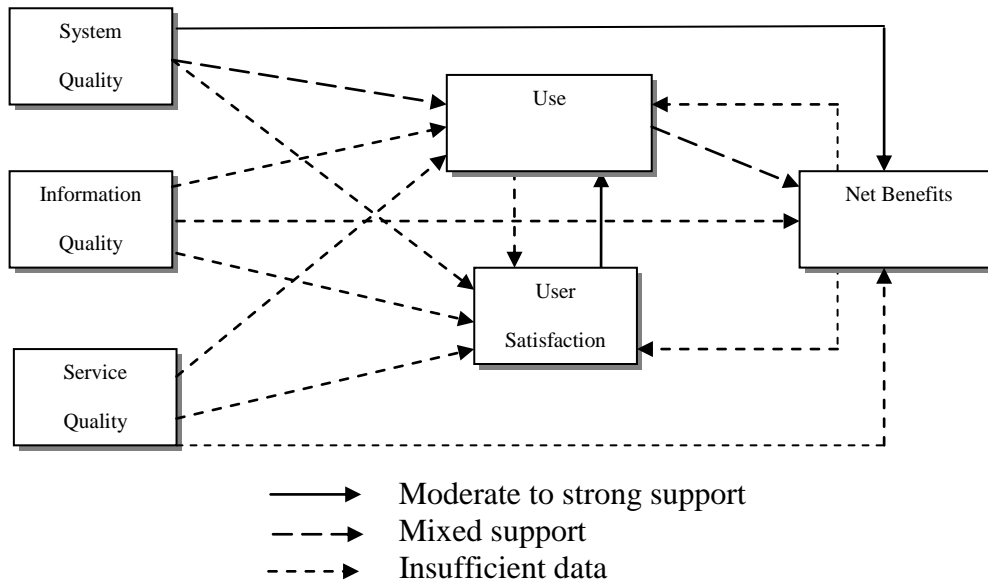 System
Quality
Use
Information
Quality
Net Benefits
User
Satisfaction
Service
Quality
Moderate to strong support
Mixed support
Insufficient data